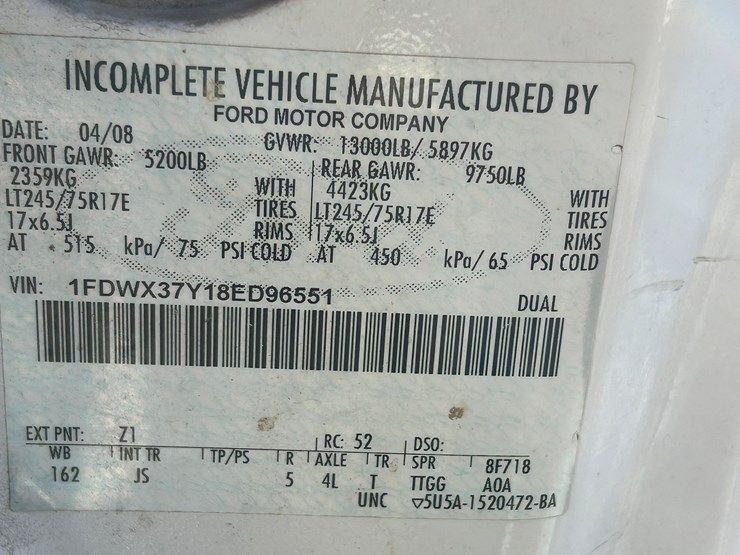 INCOMPLETE VEHICLE MANUFACTURED BY
FORD MOTOR COMPANY
DATE: 04/08 GVWR: 13000LB/ 5897KG
FRONT GAWR: 5200LB REAR GAWR: 9750LB
2359KG WITH 4423KG WITH
LT245/75R17E TIRES LT245/75R17E TIRES
17x6.5J RIMS 17x6.5J RIMS
AT 515 kPa/ 75 PSI COLD AT 450 kPa/ 65 PSI COLD
VIN: 1FDWX37Y18ED96551 DUAL
EXT PNT: Z1 RC: 52 DSO:
WB INT TR TP/PS R AXLE TR SPR 8F718
162 JS 5 4L T TTGG A0A
UNC ▽5U5A-1520472-BA